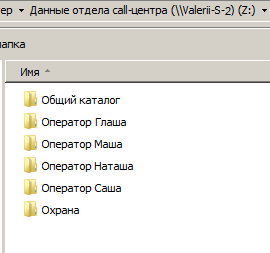 ер ▸ Данные отдела call-центра (\\Valerii-S-2) (Z:) ▸
апка
Имя
Общий каталог
Оператор Глаша
Оператор Маша
Оператор Наташа
Оператор Саша
Охрана